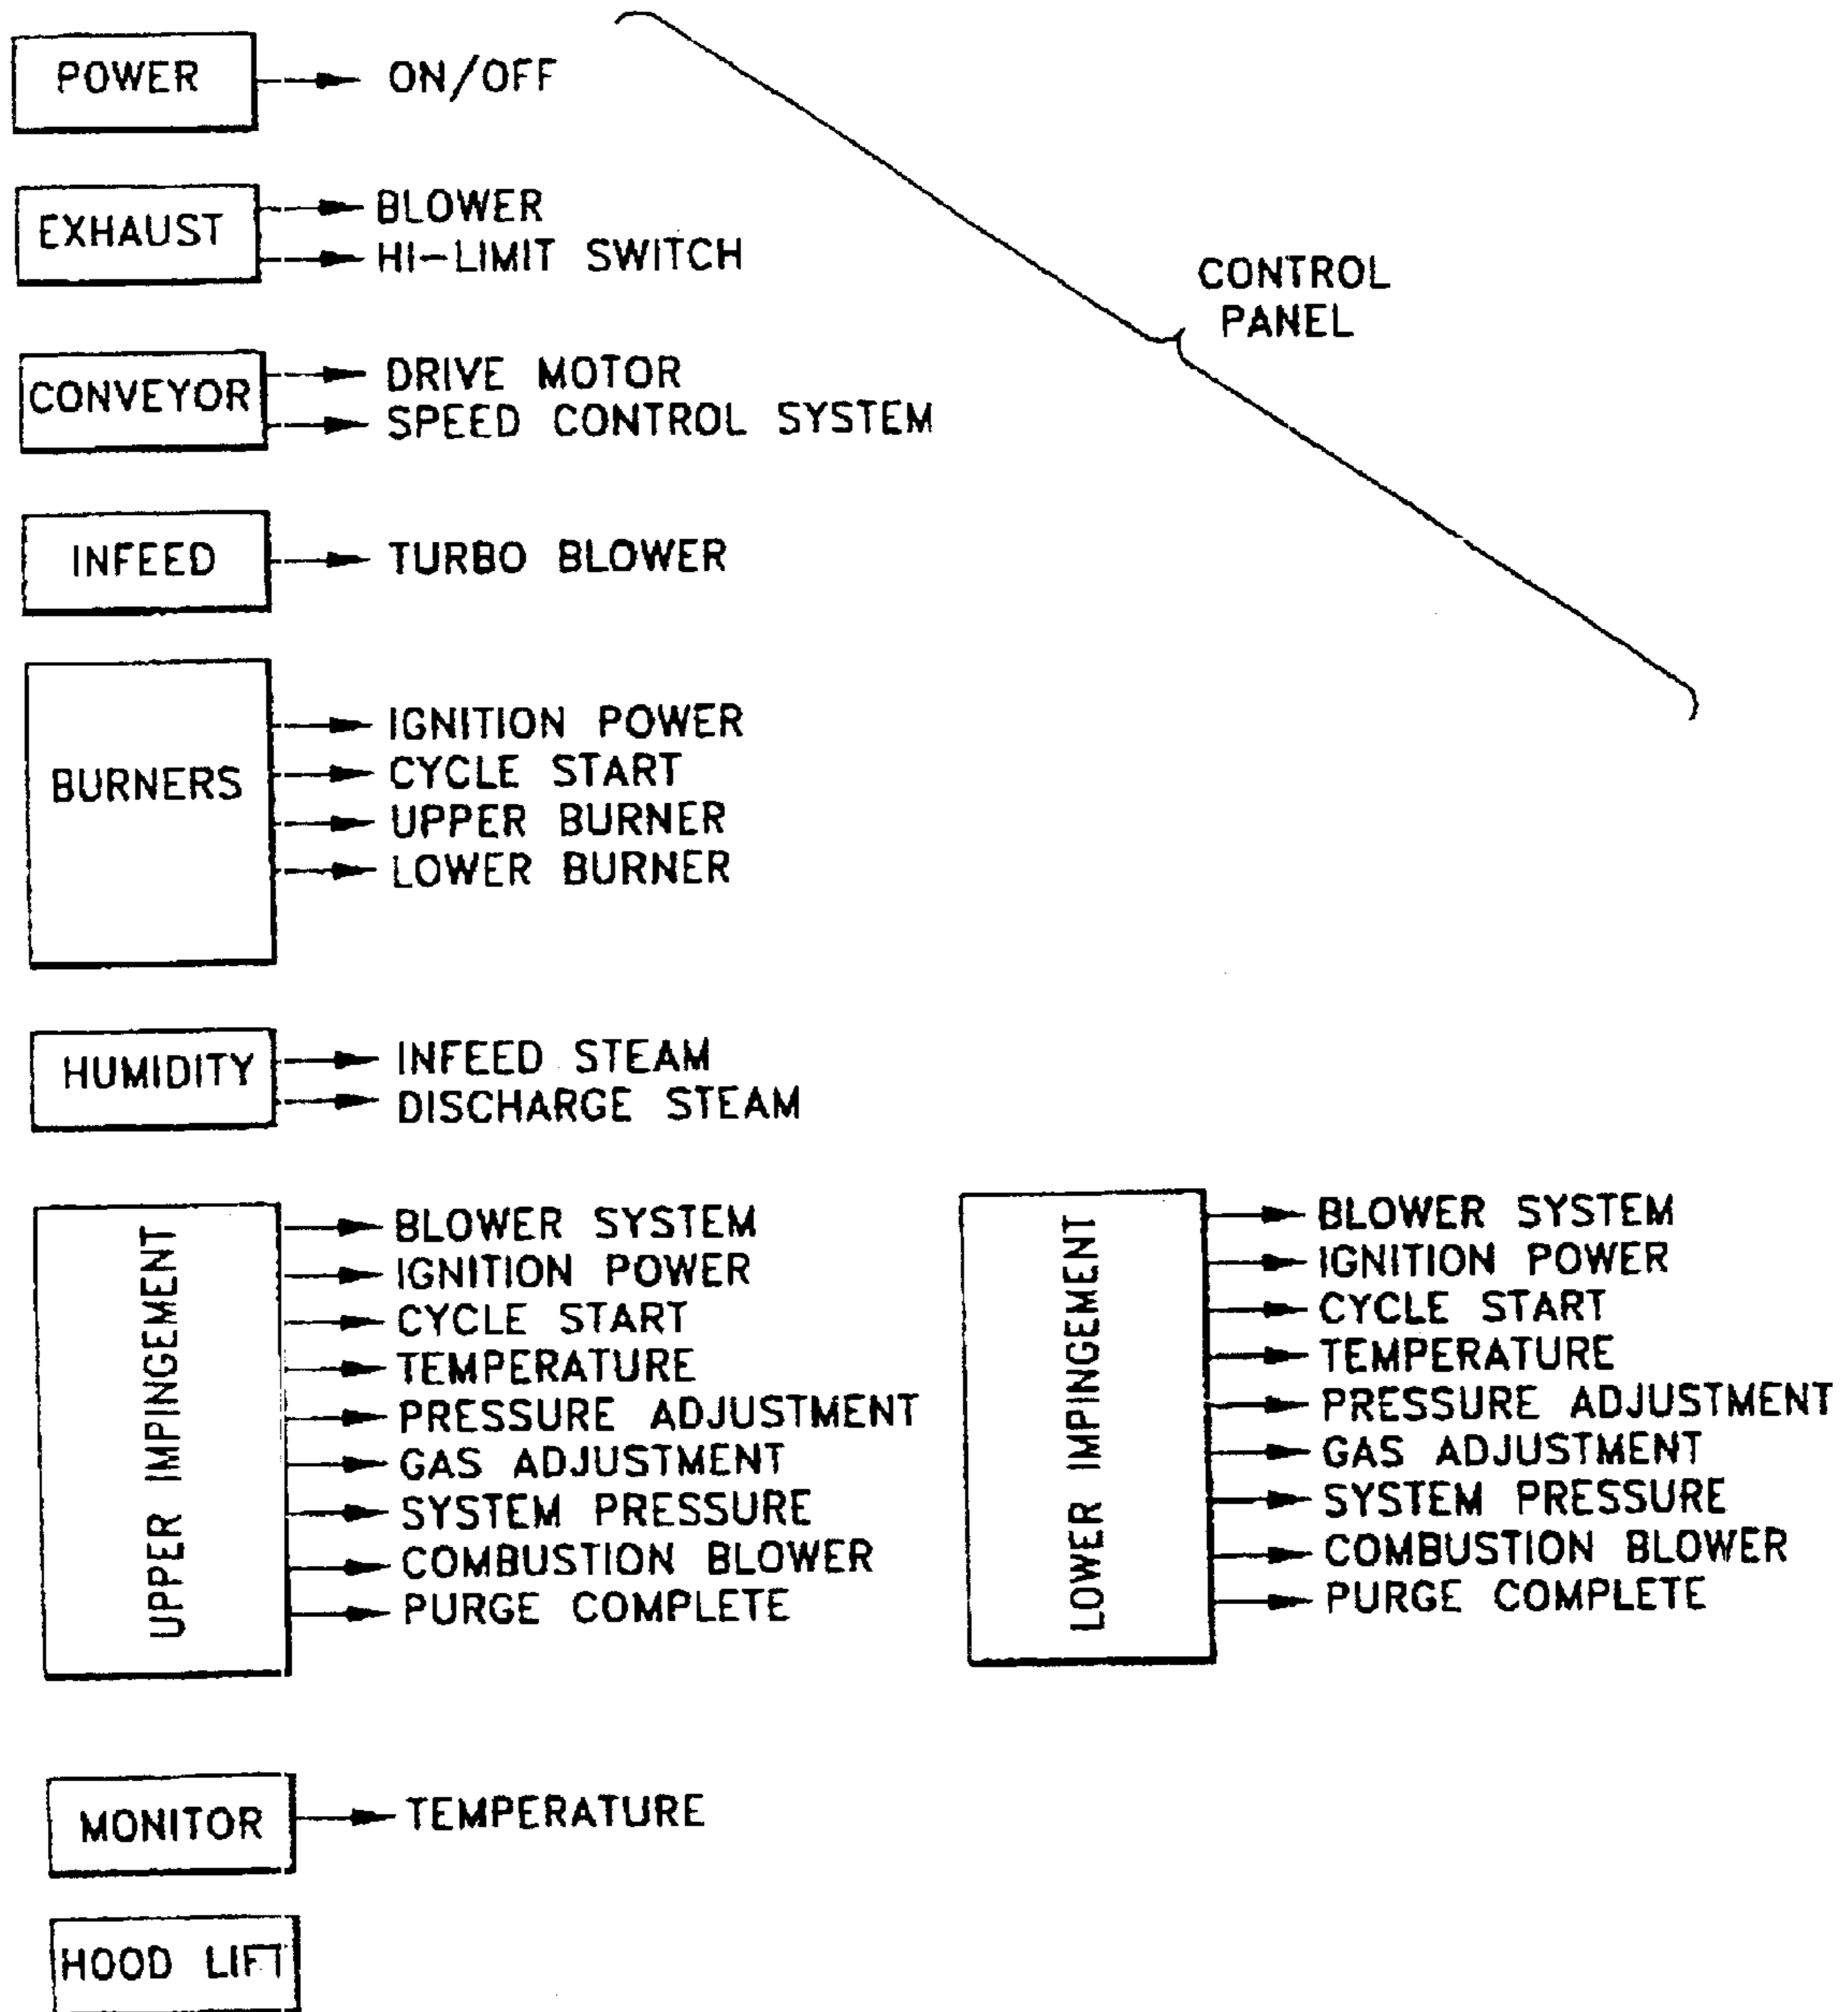 POWER
ON/OFF
EXHAUST
BLOWER
HI-LIMIT SWITCH
CONTROL
PANEL
CONVEYOR
DRIVE MOTOR
SPEED CONTROL SYSTEM
INFEED
TURBO BLOWER
BURNERS
IGNITION POWER
CYCLE START
UPPER BURNER
LOWER BURNER
HUMIDITY
INFEED STEAM
DISCHARGE STEAM
UPPER IMPINGEMENT
BLOWER SYSTEM
IGNITION POWER
CYCLE START
TEMPERATURE
PRESSURE ADJUSTMENT
GAS ADJUSTMENT
SYSTEM PRESSURE
COMBUSTION BLOWER
PURGE COMPLETE
LOWER IMPINGEMENT
BLOWER SYSTEM
IGNITION POWER
CYCLE START
TEMPERATURE
PRESSURE ADJUSTMENT
GAS ADJUSTMENT
SYSTEM PRESSURE
COMBUSTION BLOWER
PURGE COMPLETE
MONITOR
TEMPERATURE
HOOD LIFT